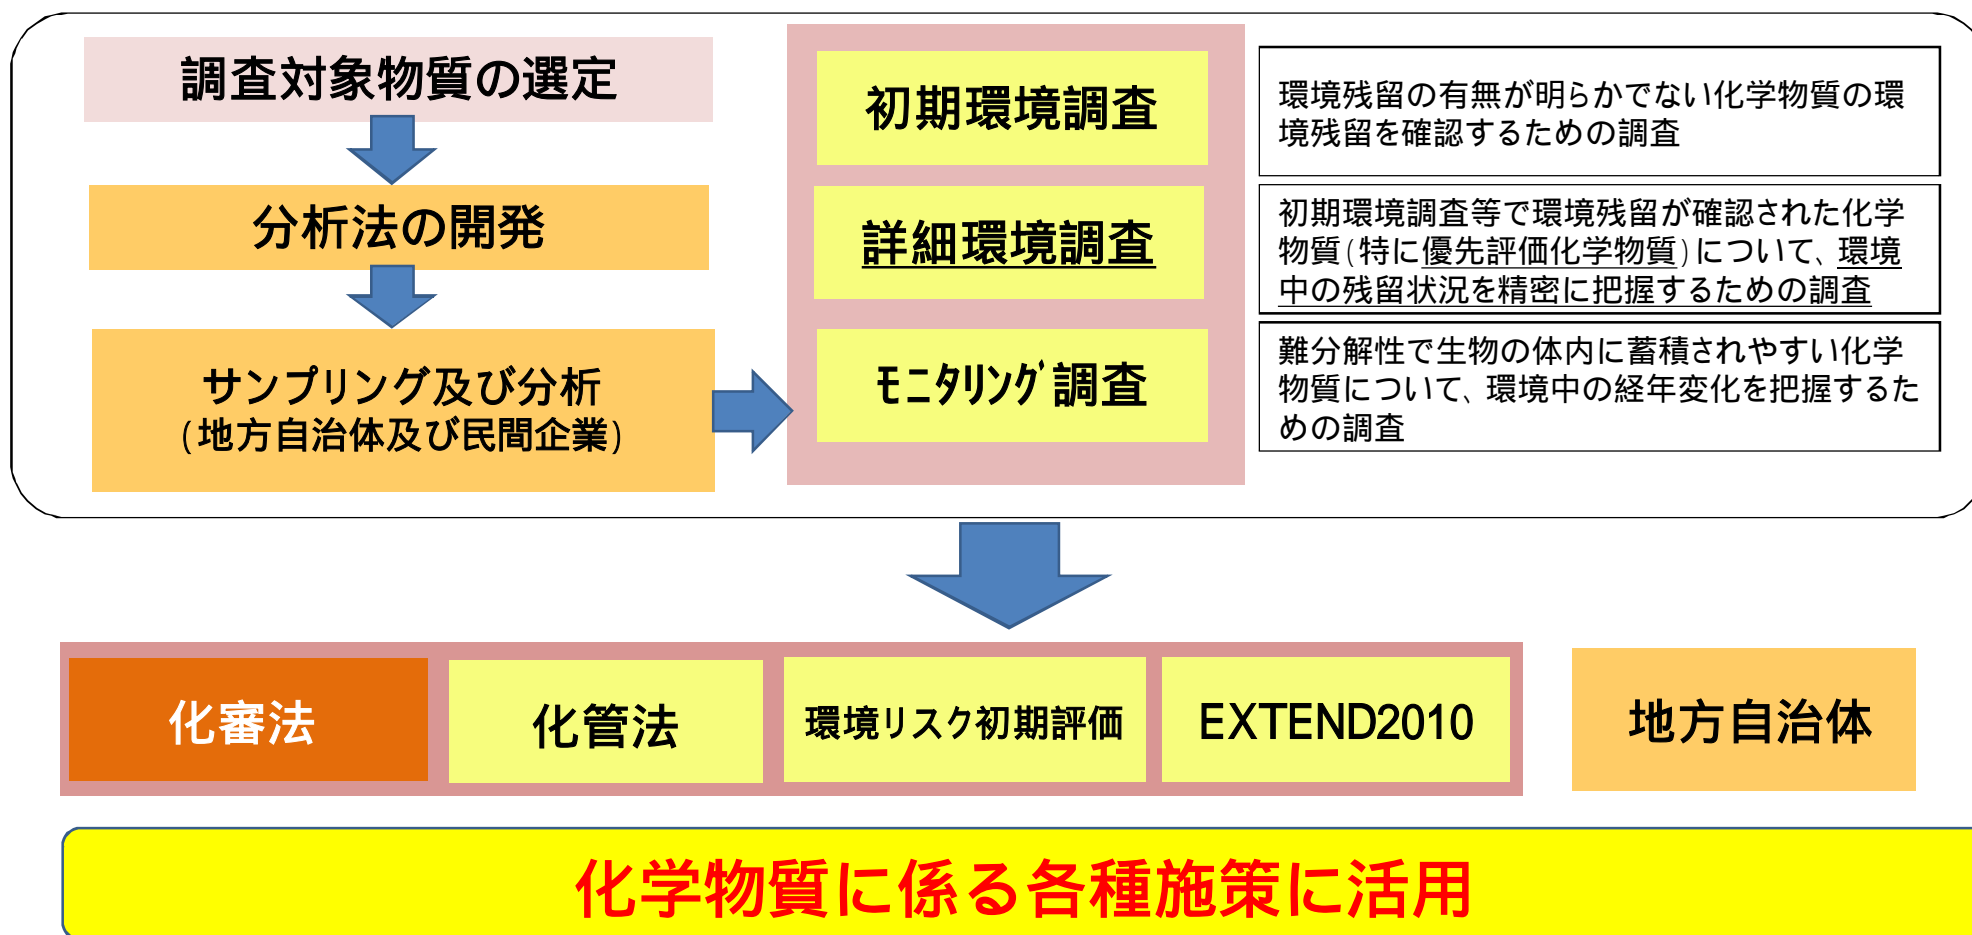 調査対象物質の選定
分析法の開発
サンプリング及び分析
(地方自治体及び民間企業)
初期環境調査
環境残留の有無が明らかでない化学物質の環
境残留を確認するための調査
詳細環境調査
初期環境調査等で環境残留が確認された化学
物質(特に優先評価化学物質)について、環境
中の残留状況を精密に把握するための調査
ﾓﾆﾀﾘﾝｸﾞ調査
難分解性で生物の体内に蓄積されやすい化学
物質について、環境中の経年変化を把握するた
めの調査
化審法
化管法
環境リスク初期評価
EXTEND2010
地方自治体
化学物質に係る各種施策に活用